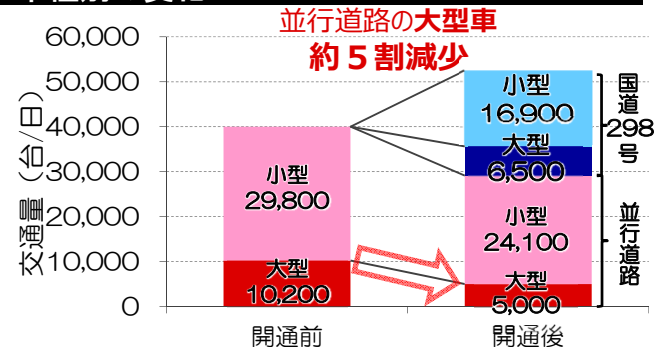 並行道路の大型車
約5割減少
交通量(台/日)
60,000
50,000
40,000
30,000
20,000
10,000
0
小型
29,800
大型
10,200
小型
16,900
大型
6,500
小型
24,100
大型
5,000
国道298号
並行道路
開通前
開通後